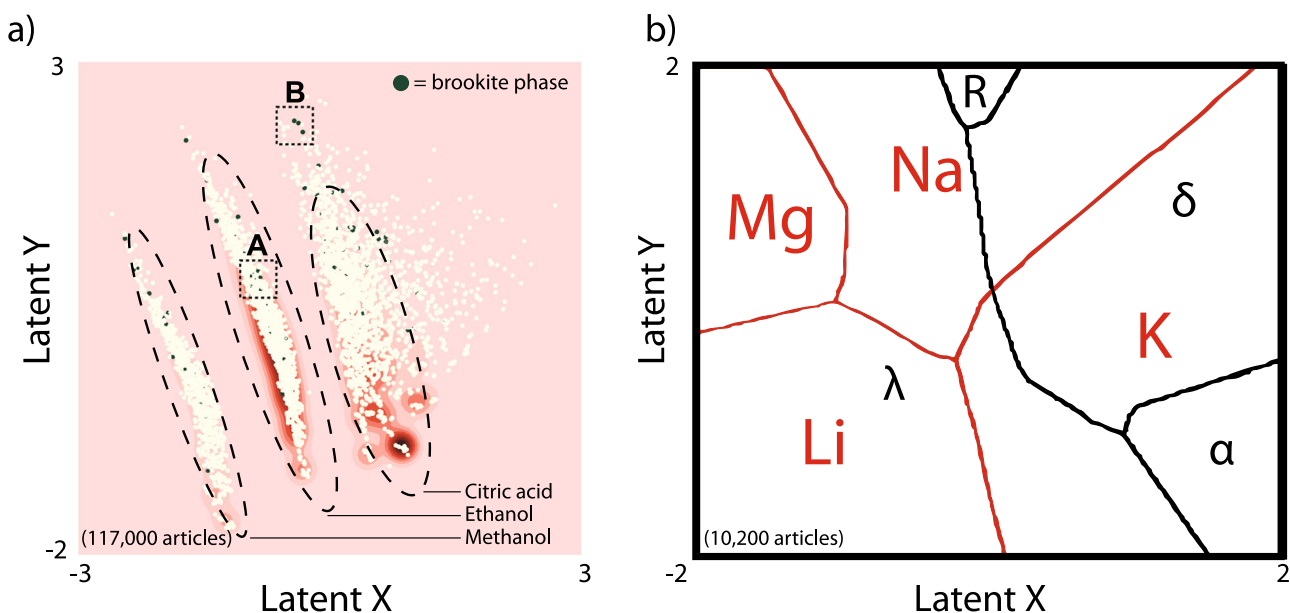 a)
3
B
= brookite phase
A
Latent Y
Citric acid
Ethanol
(117,000 articles)
Methanol
-2
-3
3
Latent X
b)
2
R
Na
Mg
δ
Latent Y
K
λ
Li
α
(10,200 articles)
-2
2
Latent X